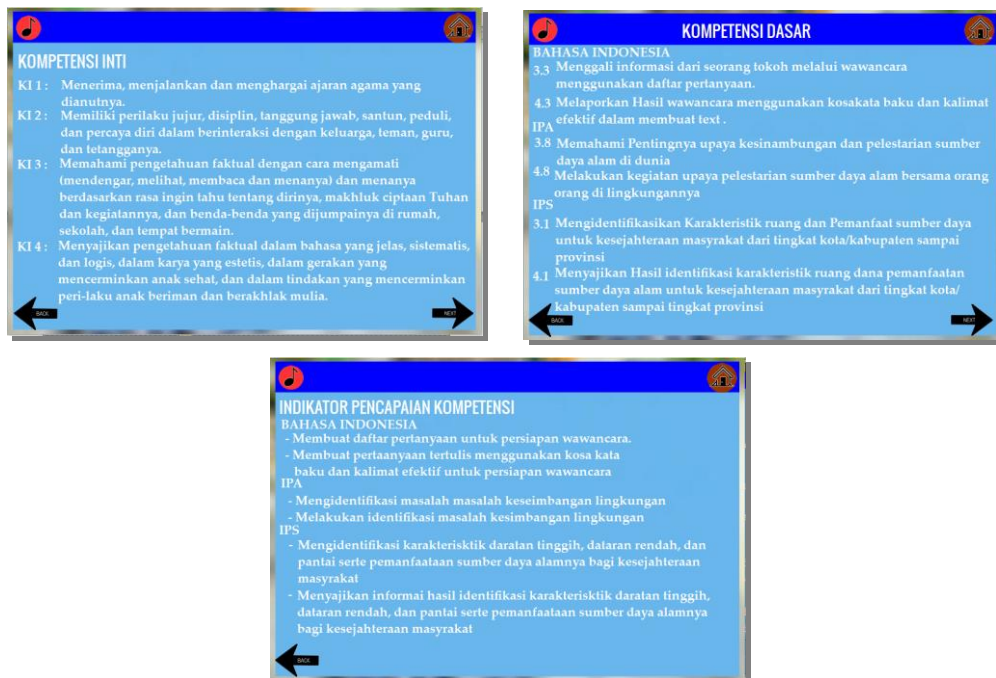 KOMPETENSI INTI
KI 1 : Menerima, menjalankan dan menghargai ajaran agama yang
dianutnya.
KI 2 : Memiliki perilaku jujur, disiplin, tanggung jawab, santun, peduli,
dan percaya diri dalam berinteraksi dengan keluarga, teman, guru,
dan tetangganya.
KI 3 : Memahami pengetahuan faktual dengan cara mengamati
(mendengar, melihat, membaca dan menanya) dan menanya
berdasarkan rasa ingin tahu tentang dirinya, makhluk ciptaan Tuhan
dan kegiatannya, dan benda-benda yang dijumpainya di rumah,
sekolah, dan tempat bermain.
KI 4 : Menyajikan pengetahuan faktual dalam bahasa yang jelas, sistematis,
dan logis, dalam karya yang estetis, dalam gerakan yang
mencerminkan anak sehat, dan dalam tindakan yang mencerminkan
peri-laku anak beriman dan berakhlak mulia.
BACK
NEXT
KOMPETENSI DASAR
BAHASA INDONESIA
3.3 Menggali informasi dari seorang tokoh melalui wawancara
menggunakan daftar pertanyaan.
4.3 Melaporkan Hasil wawancara menggunakan kosakata baku dan kalimat
efektif dalam membuat text .
IPA
3.8 Memahami Pentingnya upaya kesinambungan dan pelestarian sumber
daya alam di dunia
4.8 Melakukan kegiatan upaya pelestarian sumber daya alam bersama orang
orang di lingkungannya
IPS
3.1 Mengidentifikasikan Karakteristik ruang dan Pemanfaat sumber daya
untuk kesejahteraan masyrakat dari tingkat kota/kabupaten sampai
provinsi
4.1 Menyajikan Hasil identifikasi karakteristik ruang dana pemanfaatan
sumber daya alam untuk kesejahteraan masyrakat dari tingkat kota/
kabupaten sampai tingkat provinsi
BACK
NEXT
INDIKATOR PENCAPAIAN KOMPETENSI
BAHASA INDONESIA
- Membuat daftar pertanyaan untuk persiapan wawancara.
- Membuat pertaanyaan tertulis menggunakan kosa kata
baku dan kalimat efektif untuk persiapan wawancara
IPA
- Mengidentifikasi masalah masalah keseimbangan lingkungan
- Melakukan identifikasi masalah kesimbangan lingkungan
IPS
- Mengidentifikasi karakterisktik daratan tinggih, dataran rendah, dan
pantai serte pemanfaataan sumber daya alamnya bagi kesejahteraan
masyrakat
- Menyajikan informai hasil identifikasi karakterisktik daratan tinggih,
dataran rendah, dan pantai serte pemanfaataan sumber daya alamnya
bagi kesejahteraan masyrakat
BACK